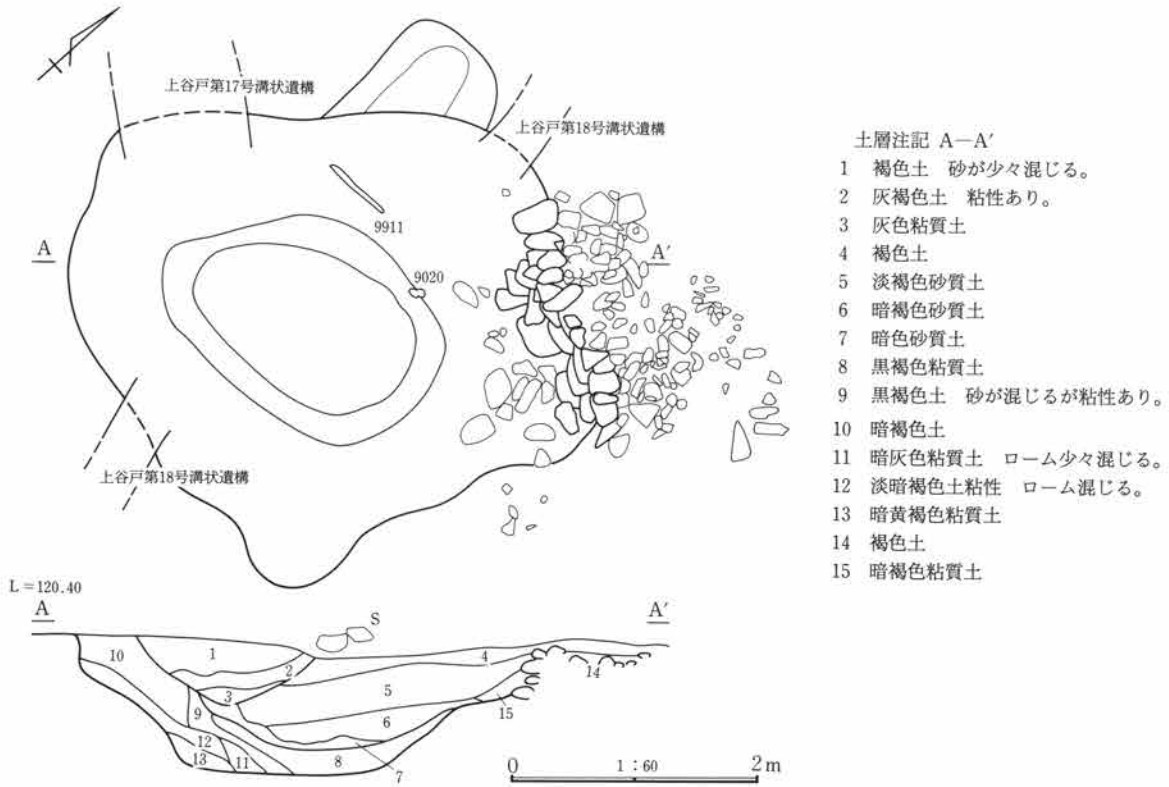 上谷戸第17号溝状遺構
上谷戸第18号溝状遺構
9911
9020
A
A′
上谷戸第18号溝状遺構
土層注記 A―A′
1 褐色土 砂が少々混じる。
2 灰褐色土 粘性あり。
3 灰色粘質土
4 褐色土
5 淡褐色砂質土
6 暗褐色砂質土
7 暗色砂質土
8 黒褐色粘質土
9 黒褐色土 砂が混じるが粘性あり。
10 暗褐色土
11 暗灰色粘質土 ローム少々混じる。
12 淡暗褐色土粘性 ローム混じる。
13 暗黄褐色粘質土
14 褐色土
15 暗褐色粘質土
L=120.40
A
A′
S
1
2
3
4
5
6
7
8
9
10
11
12
13
14
15
0 1:60 2m